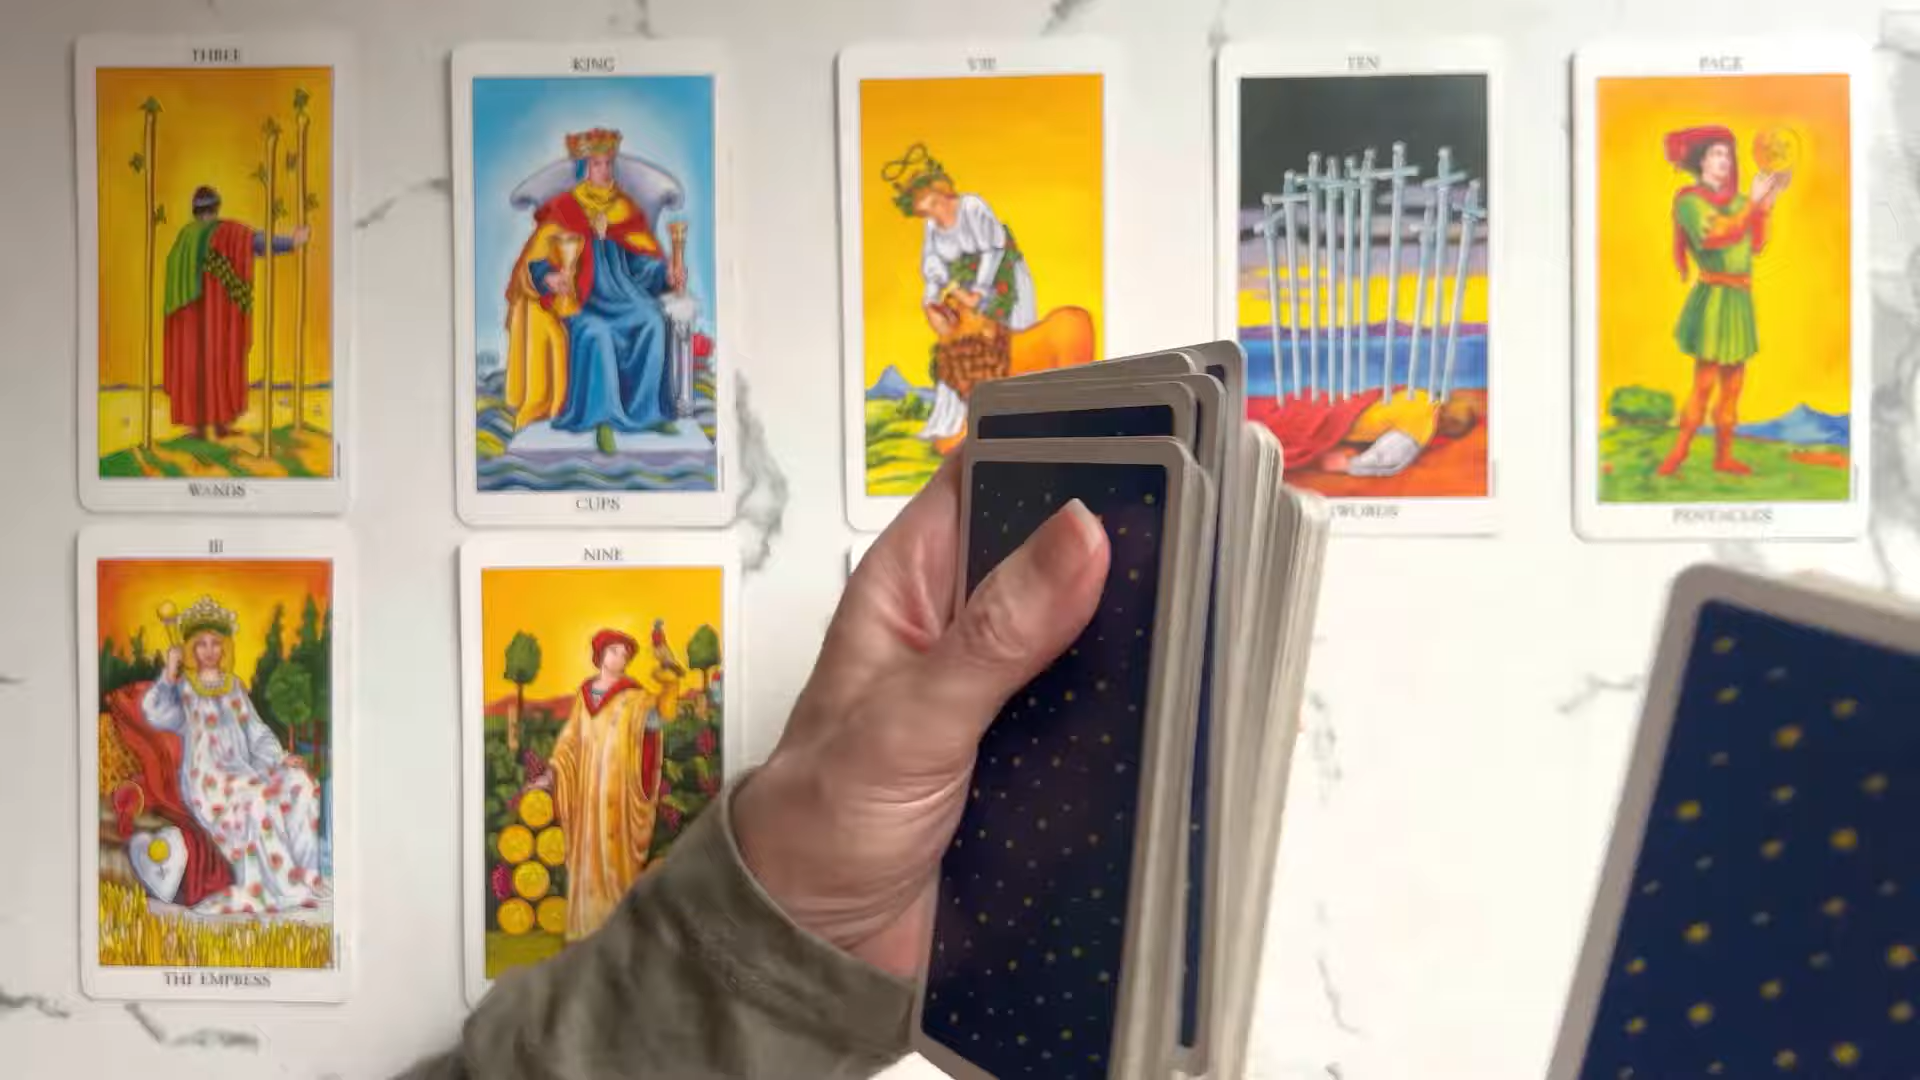 THREE
WANDS
KING
CUPS
VIII
TEN
WORDS
PAGE
PENTACLES
III
THE EMPRESS
NINE